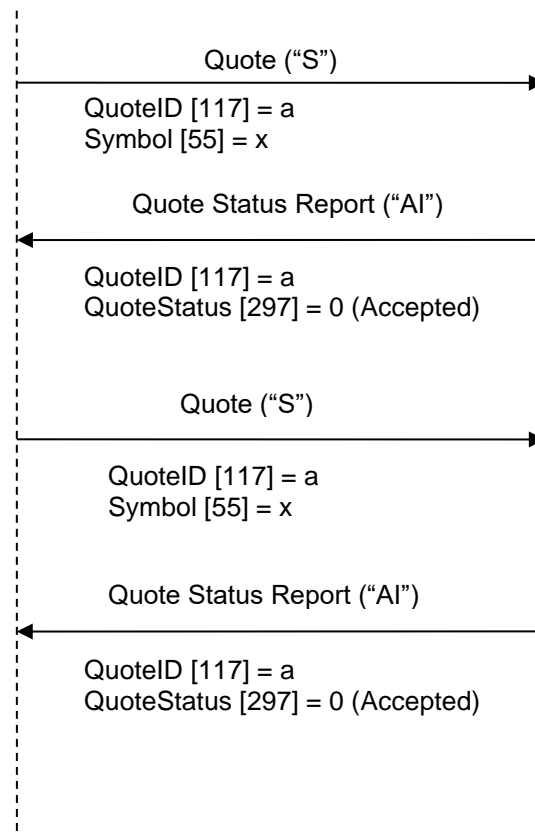 Quote (“S”)
QuoteID [117] = a
Symbol [55] = x
Quote Status Report (“AI”)
QuoteID [117] = a
QuoteStatus [297] = 0 (Accepted)
Quote (“S”)
QuoteID [117] = a
Symbol [55] = x
Quote Status Report (“AI”)
QuoteID [117] = a
QuoteStatus [297] = 0 (Accepted)